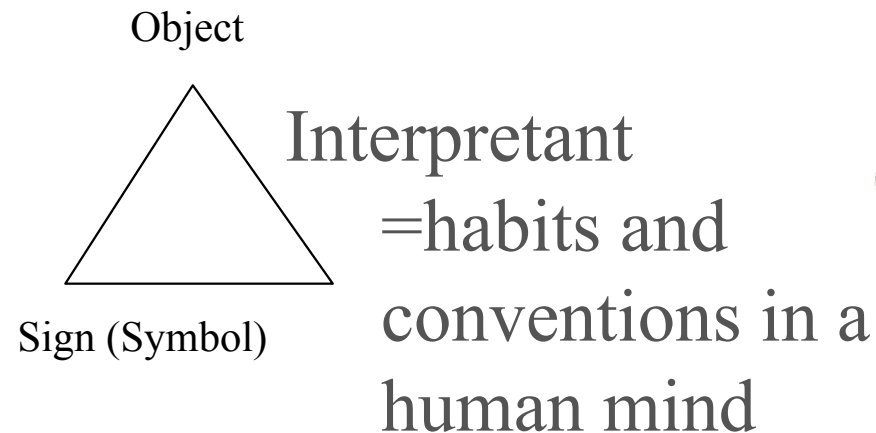 Object
Interpretant
=habits and
conventions in a
Sign (Symbol)
human mind